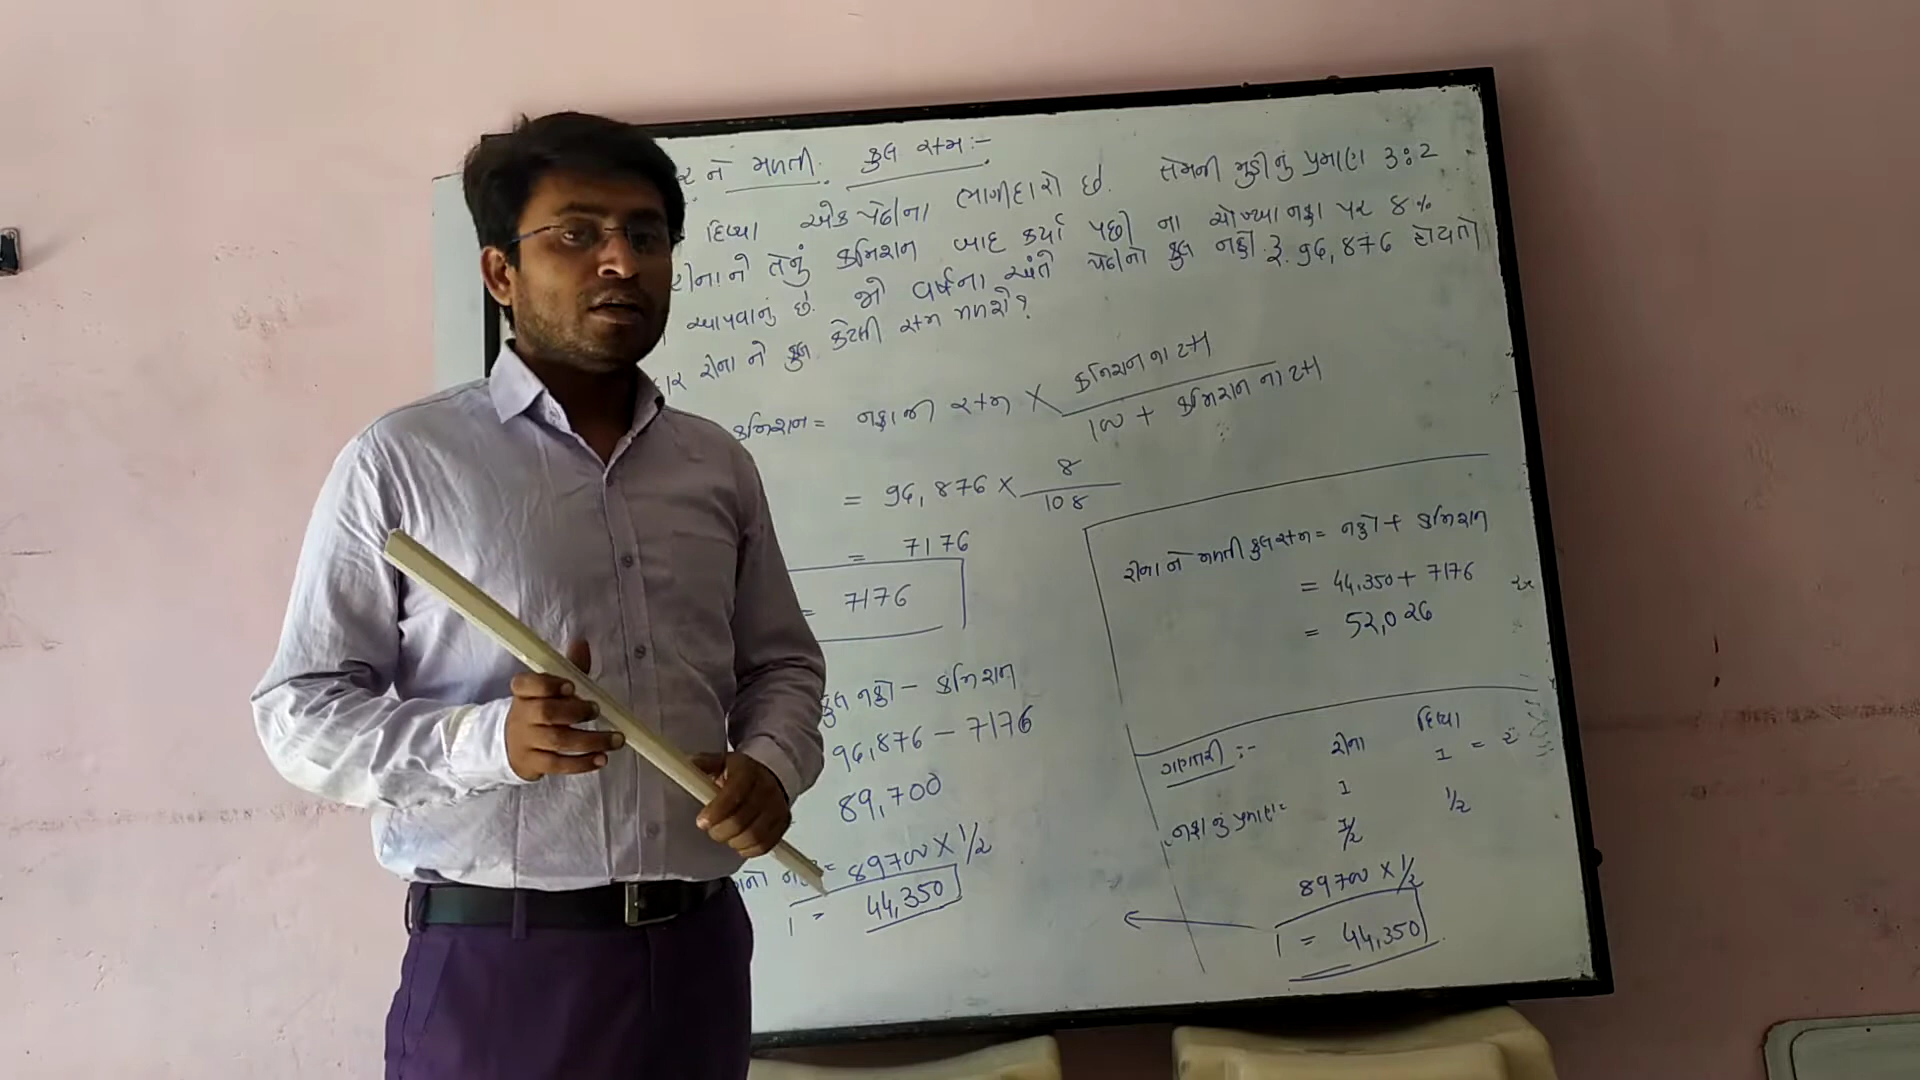 ર ને મળતી કુલ રકમ:-
દિવ્યા એક પેઢીના ભાગીદારો છે. તેમની મુડીનું પ્રમાણ 3:2
રીના ને તેનું કમિશન બાદ કર્યા પછી ના ચોખ્ખા નફા પર 8%
આપવાનું છે. જો વર્ષના અંતે પેઢીનો કુલ નફો રૂ. 96,876 હોયતો
ાર રીના ને કુલ કેટલી રકમ મળશે?
કમિશન = નફાની રકમ × કમિશન ના ટકા
100 + કમિશન ના ટકા
= 96,876 × 8
108
= 7176
= 7176
કુલ નફો - કમિશન
96,876 - 7176
89,700
= 89700 × 1/2
= 44,350
રીના ને મળતી કુલ રકમ = નફો + કમિશન
= 44,350 + 7176
= 52,026
ગણતરી :- રીના દિવ્યા
1 1 =
નફાનું પ્રમાણ = 1/2 1/2
89700 × 1/2
= 44,350